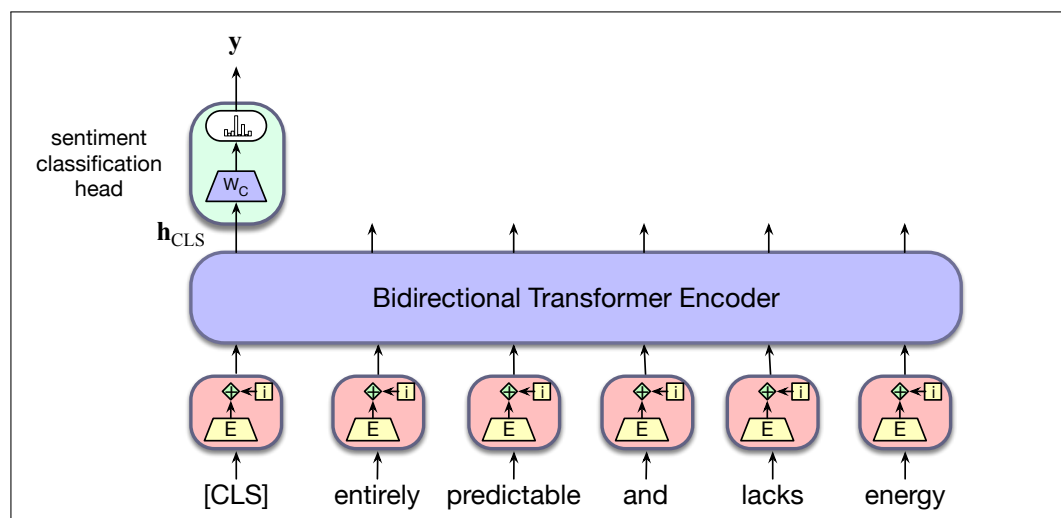 y
sentiment
classification
head
W_C
h_CLS
Bidirectional Transformer Encoder
+ i + i + i + i + i + i
E E E E E E
[CLS] entirely predictable and lacks energy